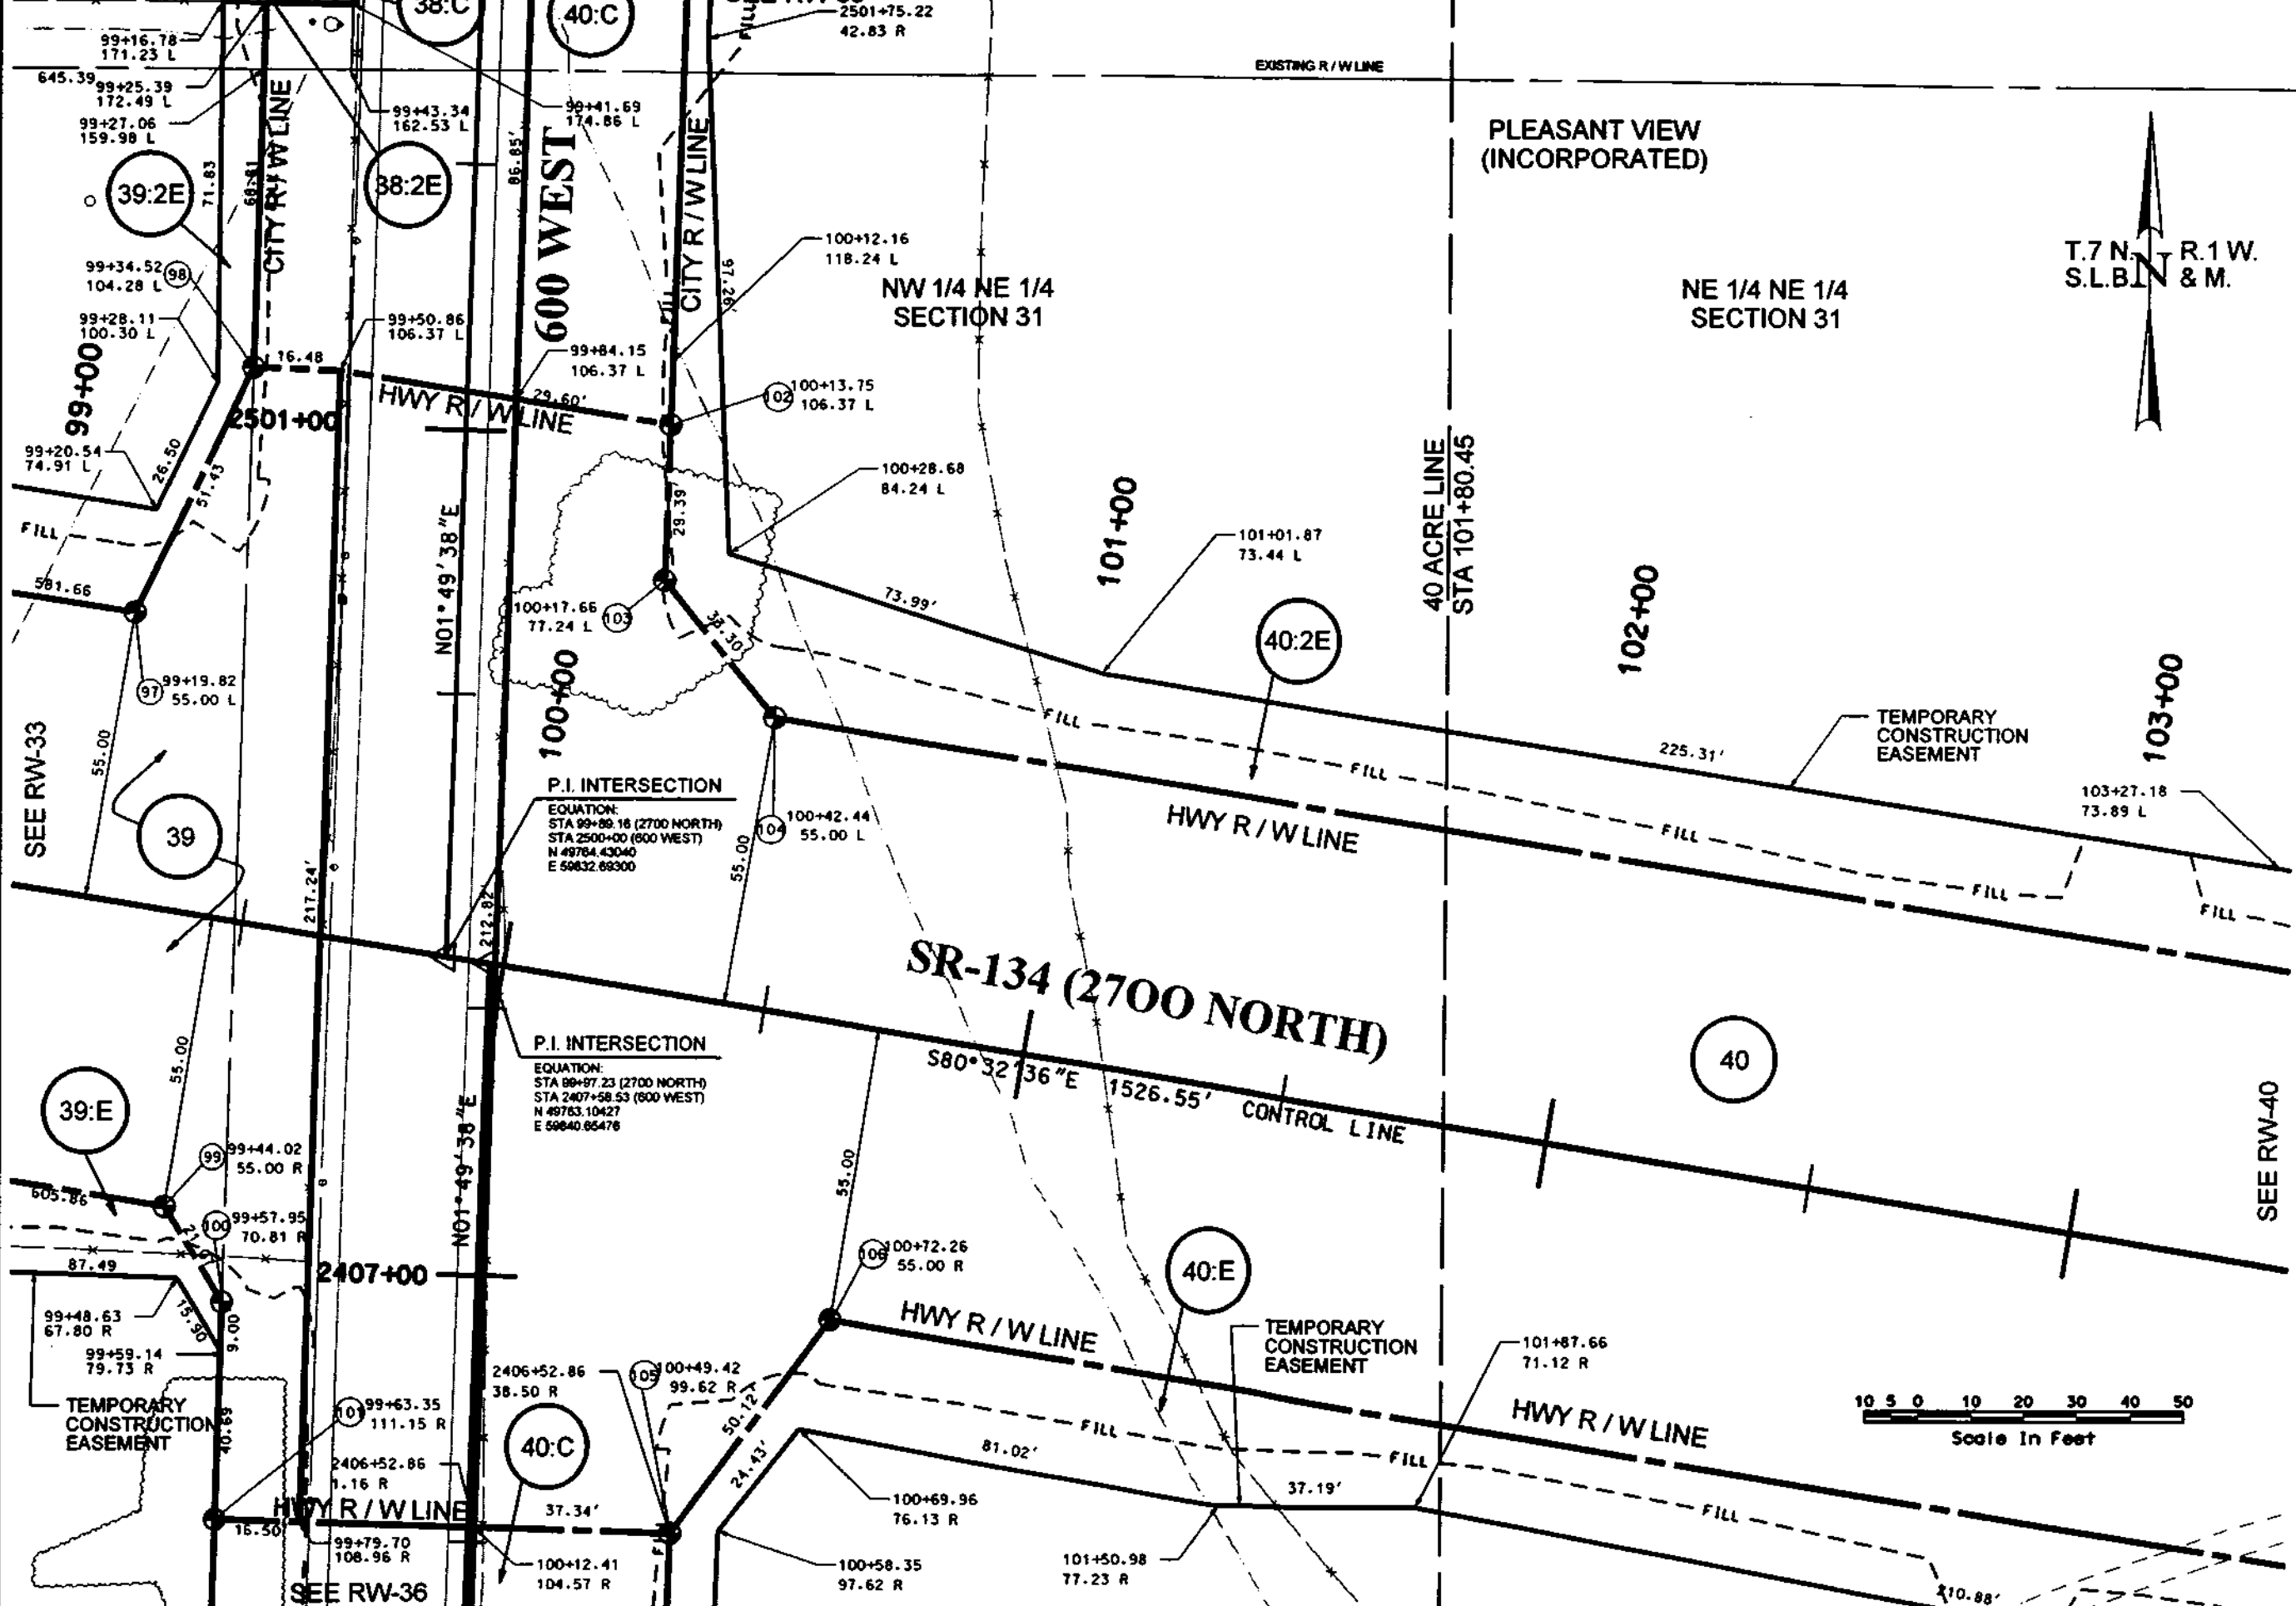 38:C
40:C
2501+75.22
42.83 R
FILL
99+16.78
171.23 L
645.39
99+25.39
172.49 L
99+27.06
159.98 L
99+43.34
162.53 L
99+41.69
174.86 L
EXISTING R/W LINE
PLEASANT VIEW
(INCORPORATED)
39:2E
71.83
CITY R/W LINE
38:2E
86.85'
600 WEST
CITY R/W LINE
FILL
97.26'
100+12.16
118.24 L
NW 1/4 NE 1/4
SECTION 31
NE 1/4 NE 1/4
SECTION 31
T.7 N. R.1 W.
S.L.B. & M.
N
99+34.52
104.28 L
98
99+28.11
100.30 L
99+00
16.48
99+50.86
106.37 L
99+84.15
106.37 L
29.60'
HWY R/W LINE
102
100+13.75
106.37 L
2501+00
99+20.54
74.91 L
26.50
51.43
FILL
29.39'
100+28.68
84.24 L
N01°49'38"E
101+00
101+01.87
73.44 L
40 ACRE LINE
STA 101+80.45
102+00
103+00
581.66
100+17.66
77.24 L
103
73.99'
40:2E
97
99+19.82
55.00 L
100+00
FILL
TEMPORARY
CONSTRUCTION
EASEMENT
225.31'
SEE RW-33
55.00
39
P.I. INTERSECTION
EQUATION:
STA 99+89.16 (2700 NORTH)
STA 2500+00 (600 WEST)
N 49764.43040
E 59832.69300
104
100+42.44
55.00 L
55.00
FILL
HWY R/W LINE
FILL
103+27.18
73.89 L
FILL
FILL
217.24'
212.82'
SR-134 (2700 NORTH)
S80°32'36"E 1526.55' CONTROL LINE
40
55.00
P.I. INTERSECTION
EQUATION:
STA 99+97.23 (2700 NORTH)
STA 2407+58.53 (600 WEST)
N 49763.10427
E 59840.65476
39:E
N01°49'38"E
SEE RW-40
99
99+44.02
55.00 R
605.86
100
99+57.95
70.81 R
55.00
87.49
2407+00
106
100+72.26
55.00 R
40:E
99+48.63
67.80 R
15.90
9.00
99+59.14
79.73 R
HWY R/W LINE
TEMPORARY
CONSTRUCTION
EASEMENT
101+87.66
71.12 R
2406+52.86
38.50 R
105
100+49.42
99.62 R
TEMPORARY
CONSTRUCTION
EASEMENT
40.69
101
99+63.35
111.15 R
40:C
50.12'
24.43'
FILL
81.02'
FILL
HWY R/W LINE
10 5 0 10 20 30 40 50
Scale In Feet
2406+52.86
1.16 R
HWY R/W LINE
16.50
37.34'
100+69.96
76.13 R
37.19'
FILL
99+79.70
108.96 R
100+12.41
104.57 R
100+58.35
97.62 R
101+50.98
77.23 R
SEE RW-36
210.88'